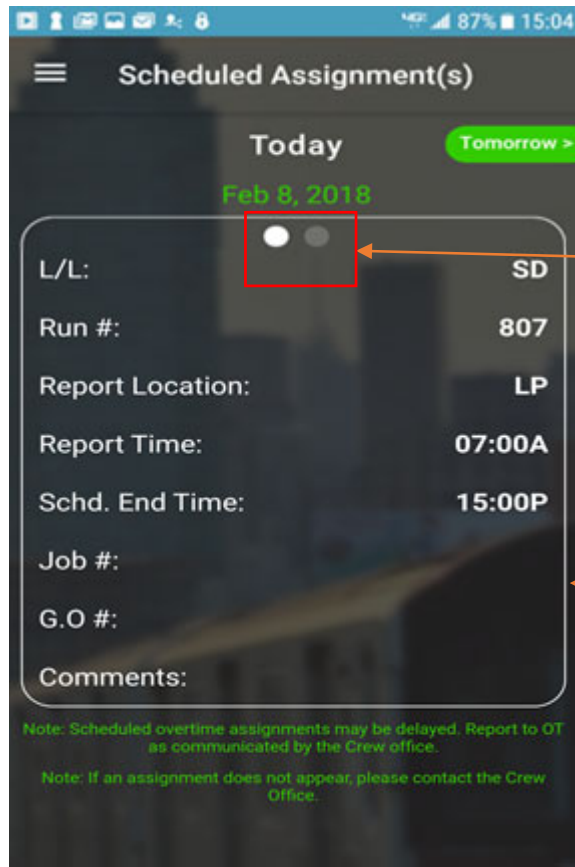 87% 15:04
Scheduled Assignment(s)
Today
Tomorrow >
Feb 8, 2018
L/L: SD
Run #: 807
Report Location: LP
Report Time: 07:00A
Schd. End Time: 15:00P
Job #:
G.O #:
Comments:
Note: Scheduled overtime assignments may be delayed. Report to OT
as communicated by the Crew office.
Note: If an assignment does not appear, please contact the Crew
Office.